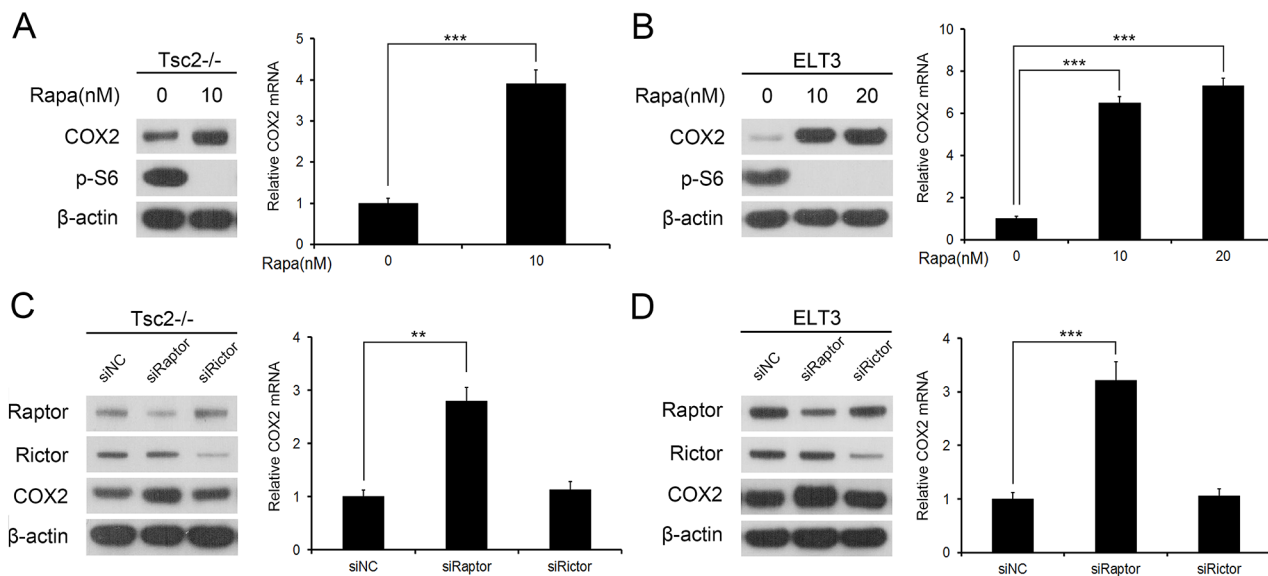 A
Tsc2-/-
Rapa(nM) 0 10
COX2
p-S6
β-actin
Relative COX2 mRNA
5
4
3
2
1
0
***
Rapa(nM) 0 10
B
ELT3
Rapa(nM) 0 10 20
COX2
p-S6
β-actin
Relative COX2 mRNA
10
8
6
4
2
0
***
***
Rapa(nM) 0 10 20
C
Tsc2-/-
siNC siRaptor siRictor
Raptor
Rictor
COX2
β-actin
Relative COX2 mRNA
4
3
2
1
0
**
siNC siRaptor siRictor
D
ELT3
siNC siRaptor siRictor
Raptor
Rictor
COX2
β-actin
Relative COX2 mRNA
4
3
2
1
0
***
siNC siRaptor siRictor